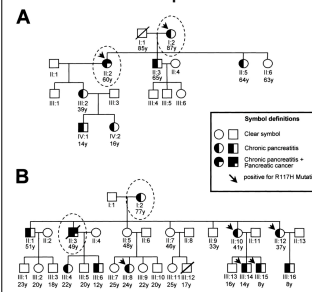 A
I:1
85y
I:2
87y
II:1
II:2
60y
II:3
65y
II:4
II:5
64y
II:6
63y
III:1
III:2
39y
III:3
III:4
III:5
III:6
IV:1
14y
IV:2
16y
Symbol definitions
Clear symbol
Chronic pancreatitis
Chronic pancreatitis +
Pancreatic cancer
positive for R117H Mutation
B
I:1
I:2
77y
II:1
51y
II:2
II:3
49y
II:4
II:5
48y
II:6
II:7
46y
II:8
II:9
33y
II:10
41y
II:11
II:12
37y
II:13
III:1
23y
III:2
20y
III:3
18y
III:4
22y
III:5
20y
III:6
12y
III:7
25y
III:8
24y
III:9
22y
III:10
20y
III:11
25y
III:12
17y
III:13
16y
III:14
14y
III:15
8y
III:16
8y